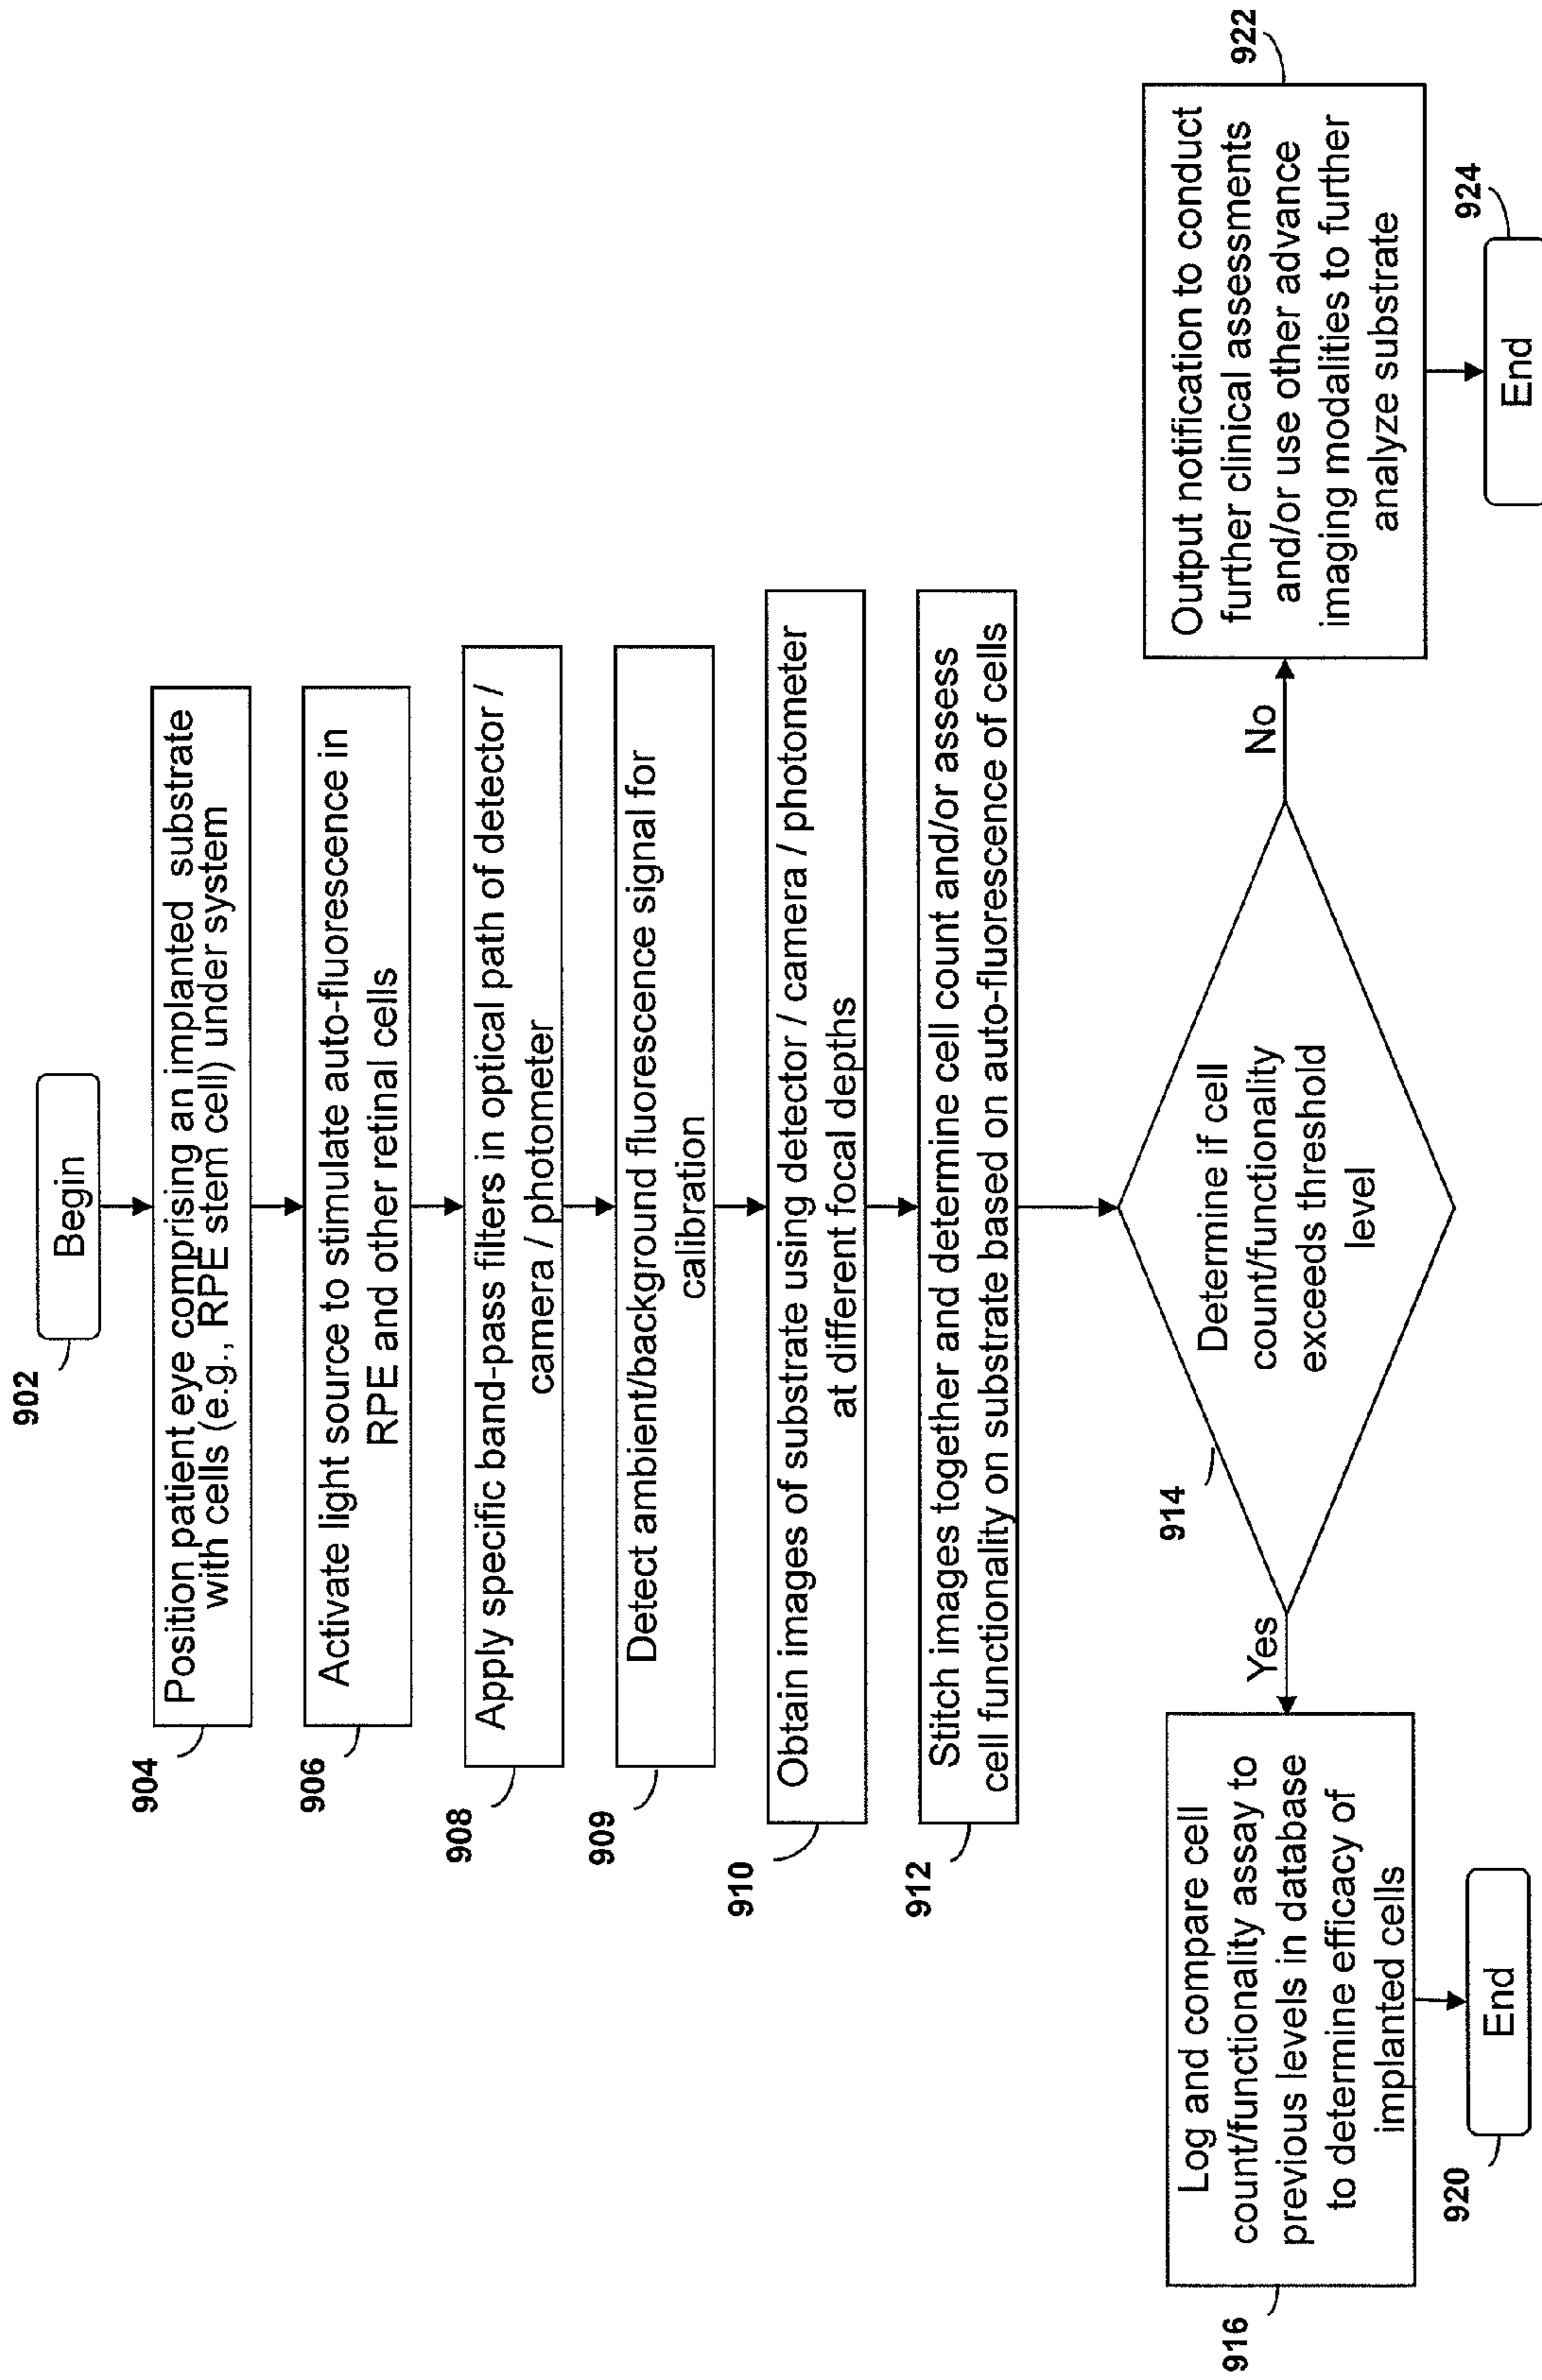 902
Begin
904
Position patient eye comprising an implanted substrate
with cells (e.g., RPE stem cell) under system
906
Activate light source to stimulate auto-fluorescence in
RPE and other retinal cells
908
Apply specific band-pass filters in optical path of detector /
camera / photometer
909
Detect ambient/background fluorescence signal for
calibration
910
Obtain images of substrate using detector / camera / photometer
at different focal depths
912
Stitch images together and determine cell count and/or assess
cell functionality on substrate based on auto-fluorescence of cells
914
Determine if cell
count/functionality
exceeds threshold
level
Yes
No
916
Log and compare cell
count/functionality assay to
previous levels in database
to determine efficacy of
implanted cells
920
End
922
Output notification to conduct
further clinical assessments
and/or use other advance
imaging modalities to further
analyze substrate
924
End